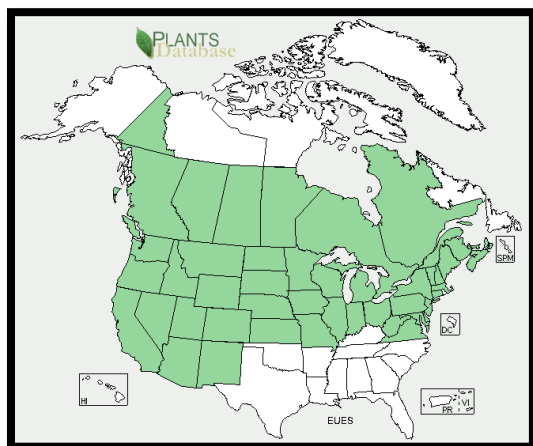 PLANTS
Database
SPM
DC
HI
PR
VI
EUES